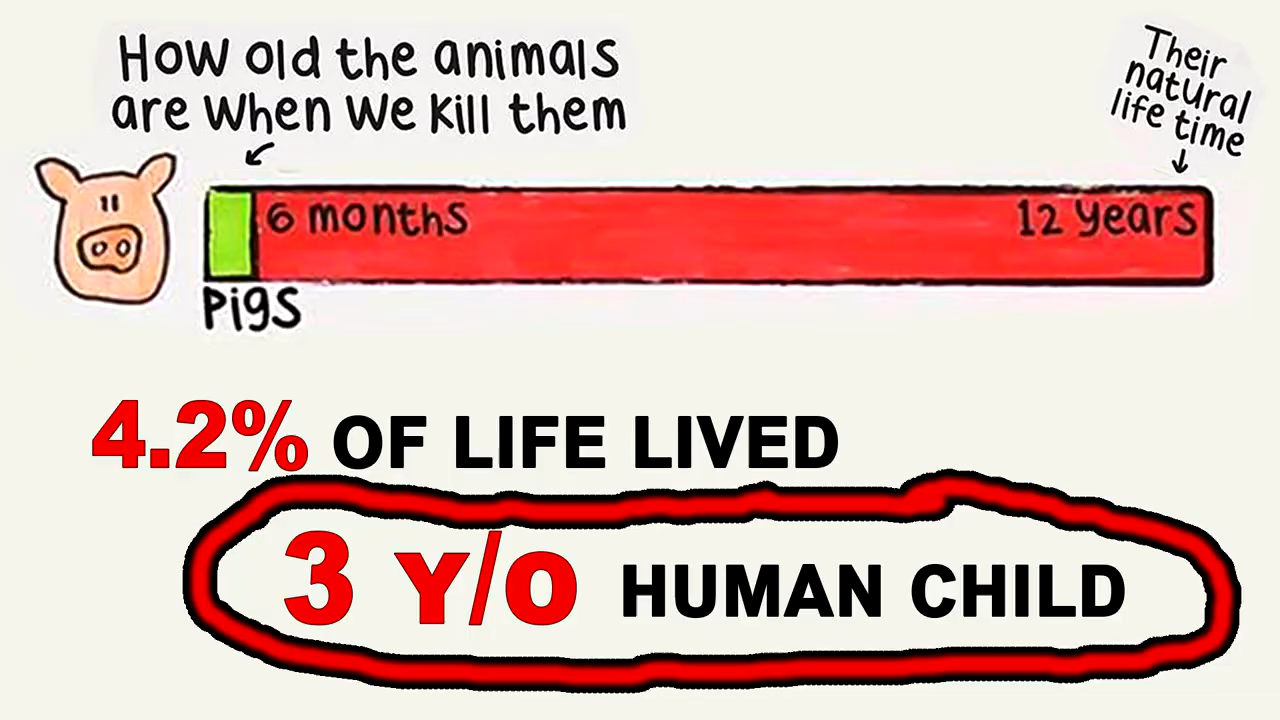 How old the animals
are when we kill them
Their
natural
life time
6 months
12 years
Pigs
4.2% OF LIFE LIVED
3 Y/O HUMAN CHILD